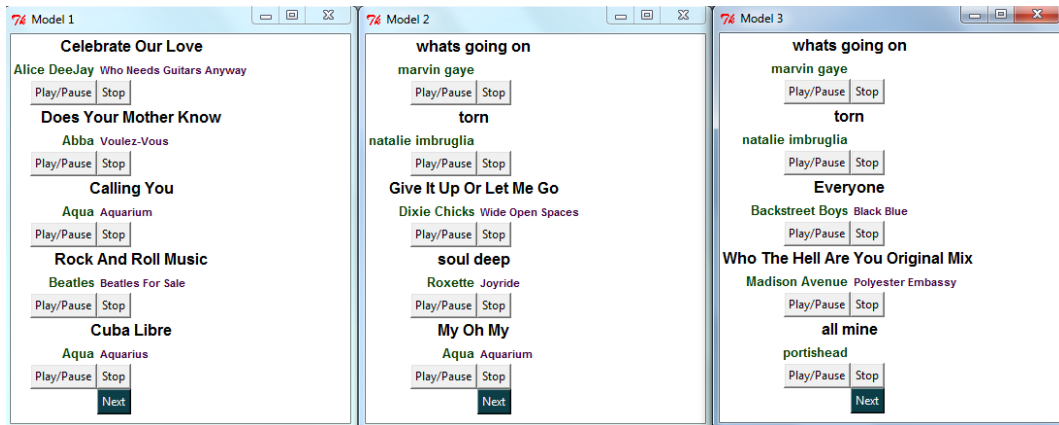 Model 1
Celebrate Our Love
Alice DeeJay Who Needs Guitars Anyway
Play/Pause Stop
Does Your Mother Know
Abba Voulez-Vous
Play/Pause Stop
Calling You
Aqua Aquarium
Play/Pause Stop
Rock And Roll Music
Beatles Beatles For Sale
Play/Pause Stop
Cuba Libre
Aqua Aquarius
Play/Pause Stop
Next
Model 2
whats going on
marvin gaye
Play/Pause Stop
torn
natalie imbruglia
Play/Pause Stop
Give It Up Or Let Me Go
Dixie Chicks Wide Open Spaces
Play/Pause Stop
soul deep
Roxette Joyride
Play/Pause Stop
My Oh My
Aqua Aquarium
Play/Pause Stop
Next
Model 3
whats going on
marvin gaye
Play/Pause Stop
torn
natalie imbruglia
Play/Pause Stop
Everyone
Backstreet Boys Black Blue
Play/Pause Stop
Who The Hell Are You Original Mix
Madison Avenue Polyester Embassy
Play/Pause Stop
all mine
portishead
Play/Pause Stop
Next